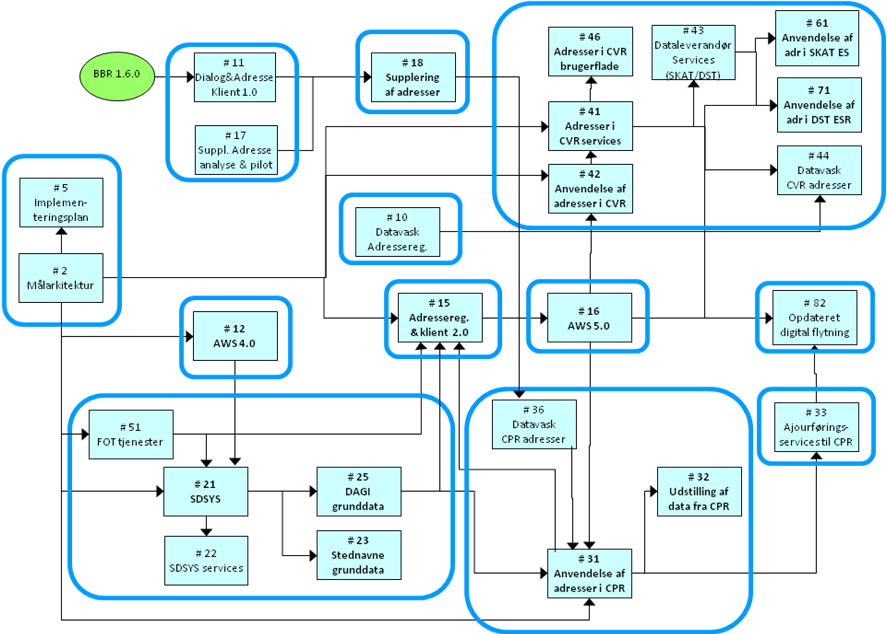 BBR 1.6.0
# 11
Dialog&Adresse
Klient 1.0
# 17
Suppl. Adresse
analyse & pilot
# 18
Supplering
af adresser
# 46
Adresser i CVR
brugerflade
# 43
Dataleverandør
Services
(SKAT/DST)
# 61
Anvendelse af
adr i SKAT ES
# 71
Anvendelse af
adr i DST ESR
# 41
Adresser i
CVR services
# 42
Anvendelse af
adresser i CVR
# 44
Datavask
CVR adresser
# 5
Implemen-
teringsplan
# 2
Målarkitektur
# 10
Datavask
Adressereg.
# 12
AWS 4.0
# 15
Adressereg.
& klient 2.0
# 16
AWS 5.0
# 82
Opdateret
digital flytning
# 51
FOT tjenester
# 21
SDSYS
# 22
SDSYS services
# 25
DAGI
grunddata
# 23
Stednavne
grunddata
# 36
Datavask
CPR adresser
# 32
Udstilling af
data fra CPR
# 31
Anvendelse af
adresser i CPR
# 33
Ajourførings-
services til CPR